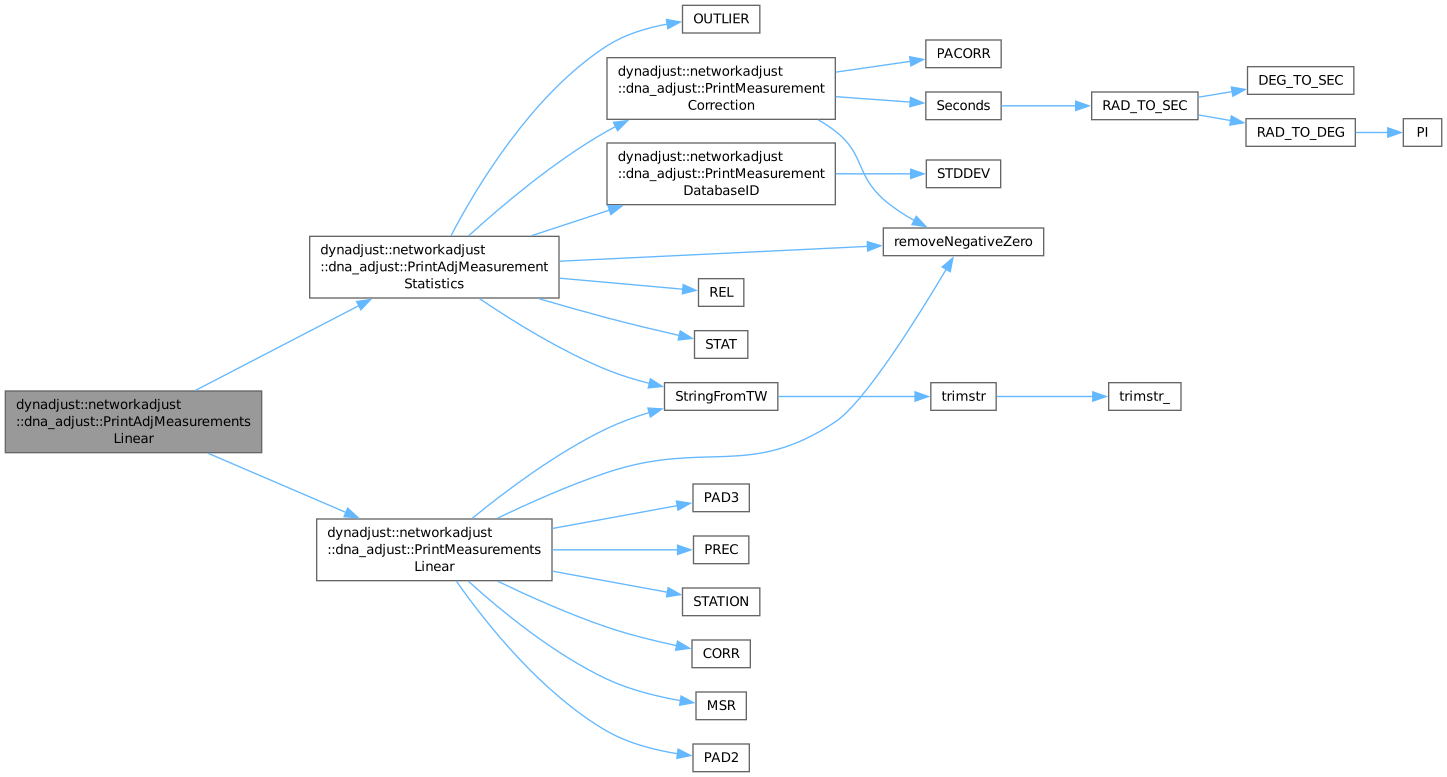 OUTLIER
dynadjust::networkadjust
::dna_adjust::PrintMeasurement
Correction
PACORR
Seconds
RAD_TO_SEC
DEG_TO_SEC
RAD_TO_DEG
PI
dynadjust::networkadjust
::dna_adjust::PrintMeasurement
DatabaseID
STDDEV
removeNegativeZero
dynadjust::networkadjust
::dna_adjust::PrintAdjMeasurement
Statistics
REL
STAT
StringFromTW
trimstr
trimstr_
dynadjust::networkadjust
::dna_adjust::PrintAdjMeasurements
Linear
PAD3
dynadjust::networkadjust
::dna_adjust::PrintMeasurements
Linear
PREC
STATION
CORR
MSR
PAD2